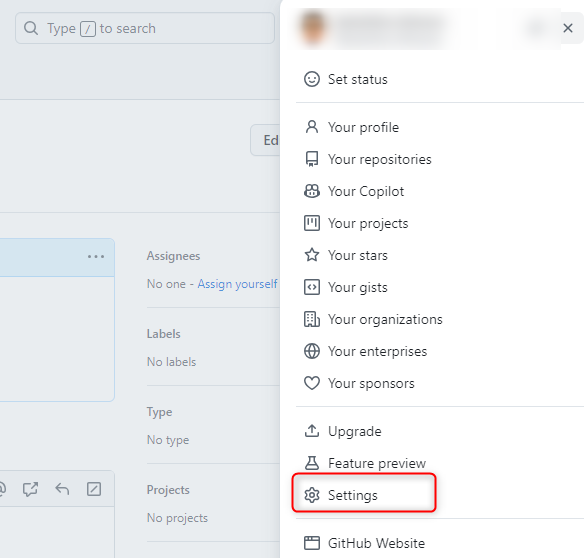 Type / to search
Set status
Your profile
Your repositories
Your Copilot
Your projects
Your stars
Your gists
Your organizations
Your enterprises
Your sponsors
Upgrade
Feature preview
Settings
GitHub Website
Ed
Assignees
No one - Assign yourself
Labels
No labels
Type
No type
Projects
No projects